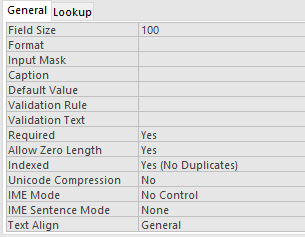 General Lookup
Field Size 100
Format
Input Mask
Caption
Default Value
Validation Rule
Validation Text
Required Yes
Allow Zero Length Yes
Indexed Yes (No Duplicates)
Unicode Compression No
IME Mode No Control
IME Sentence Mode None
Text Align General